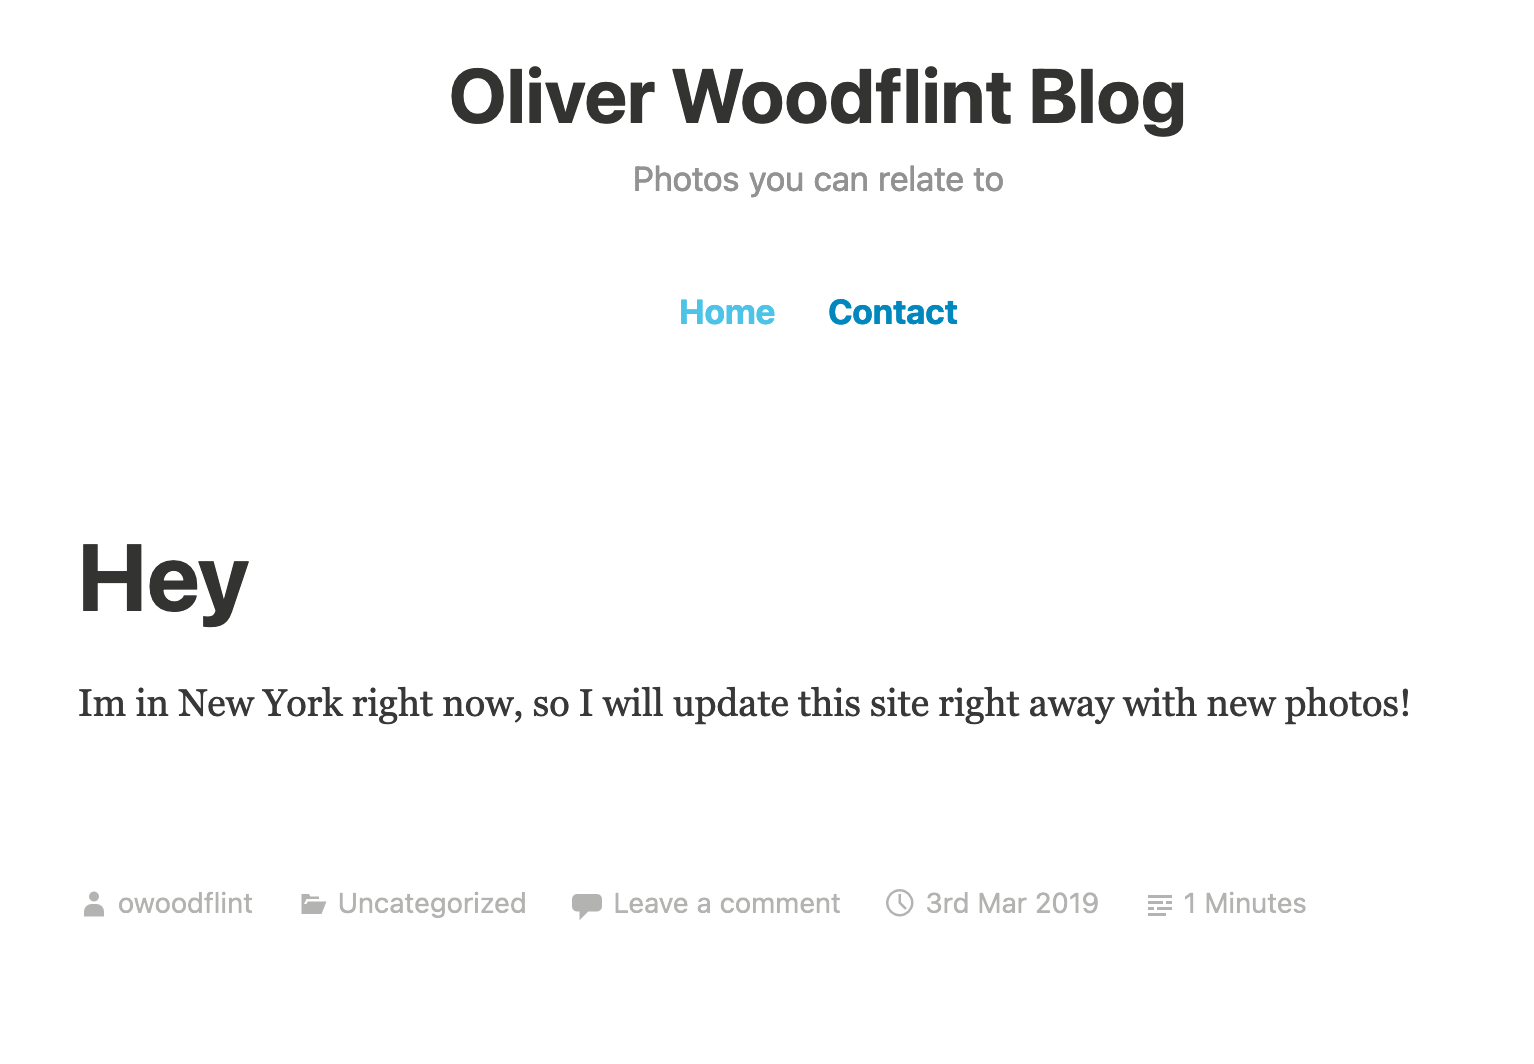 Oliver Woodflint Blog
Photos you can relate to
Home Contact
Hey
Im in New York right now, so I will update this site right away with new photos!
owoodflint Uncategorized Leave a comment 3rd Mar 2019 1 Minutes